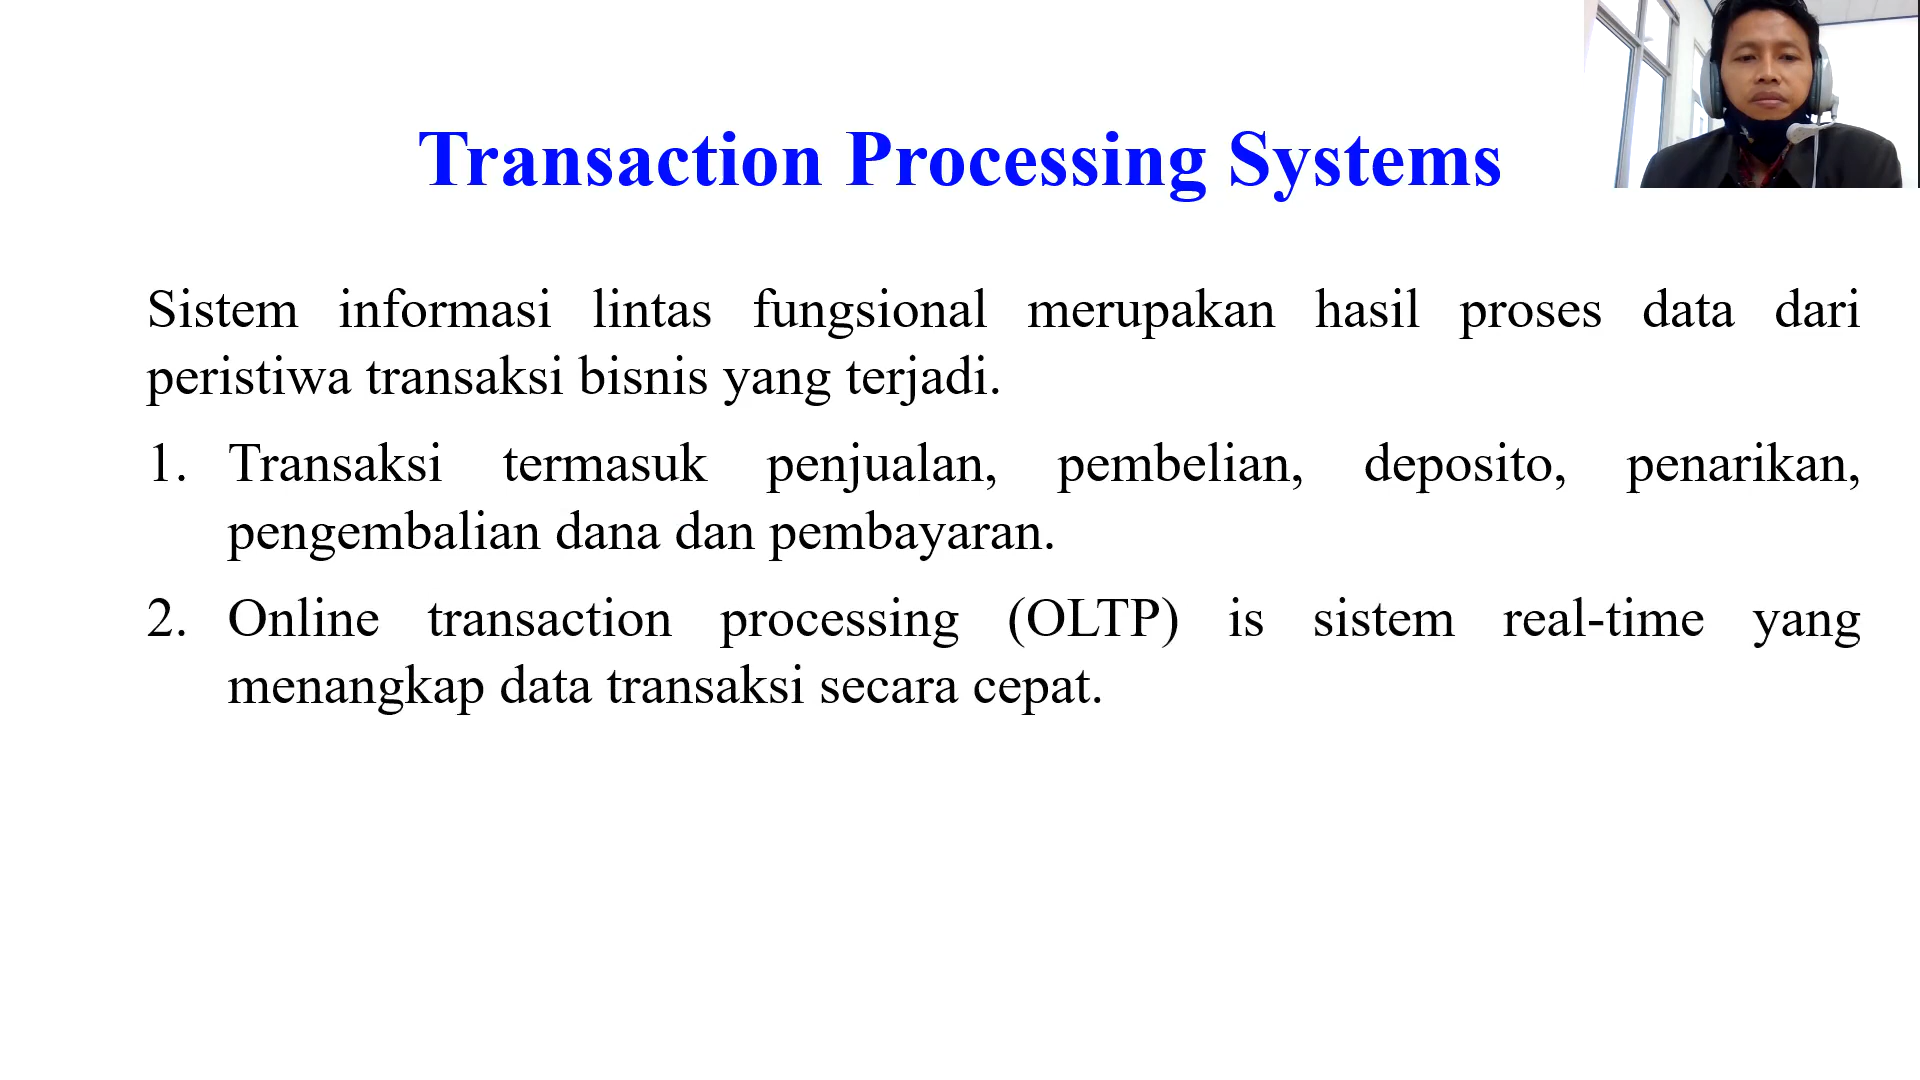 Transaction Processing Systems
Sistem informasi lintas fungsional merupakan hasil proses data dari
peristiwa transaksi bisnis yang terjadi.
1. Transaksi termasuk penjualan, pembelian, deposito, penarikan,
pengembalian dana dan pembayaran.
2. Online transaction processing (OLTP) is sistem real-time yang
menangkap data transaksi secara cepat.